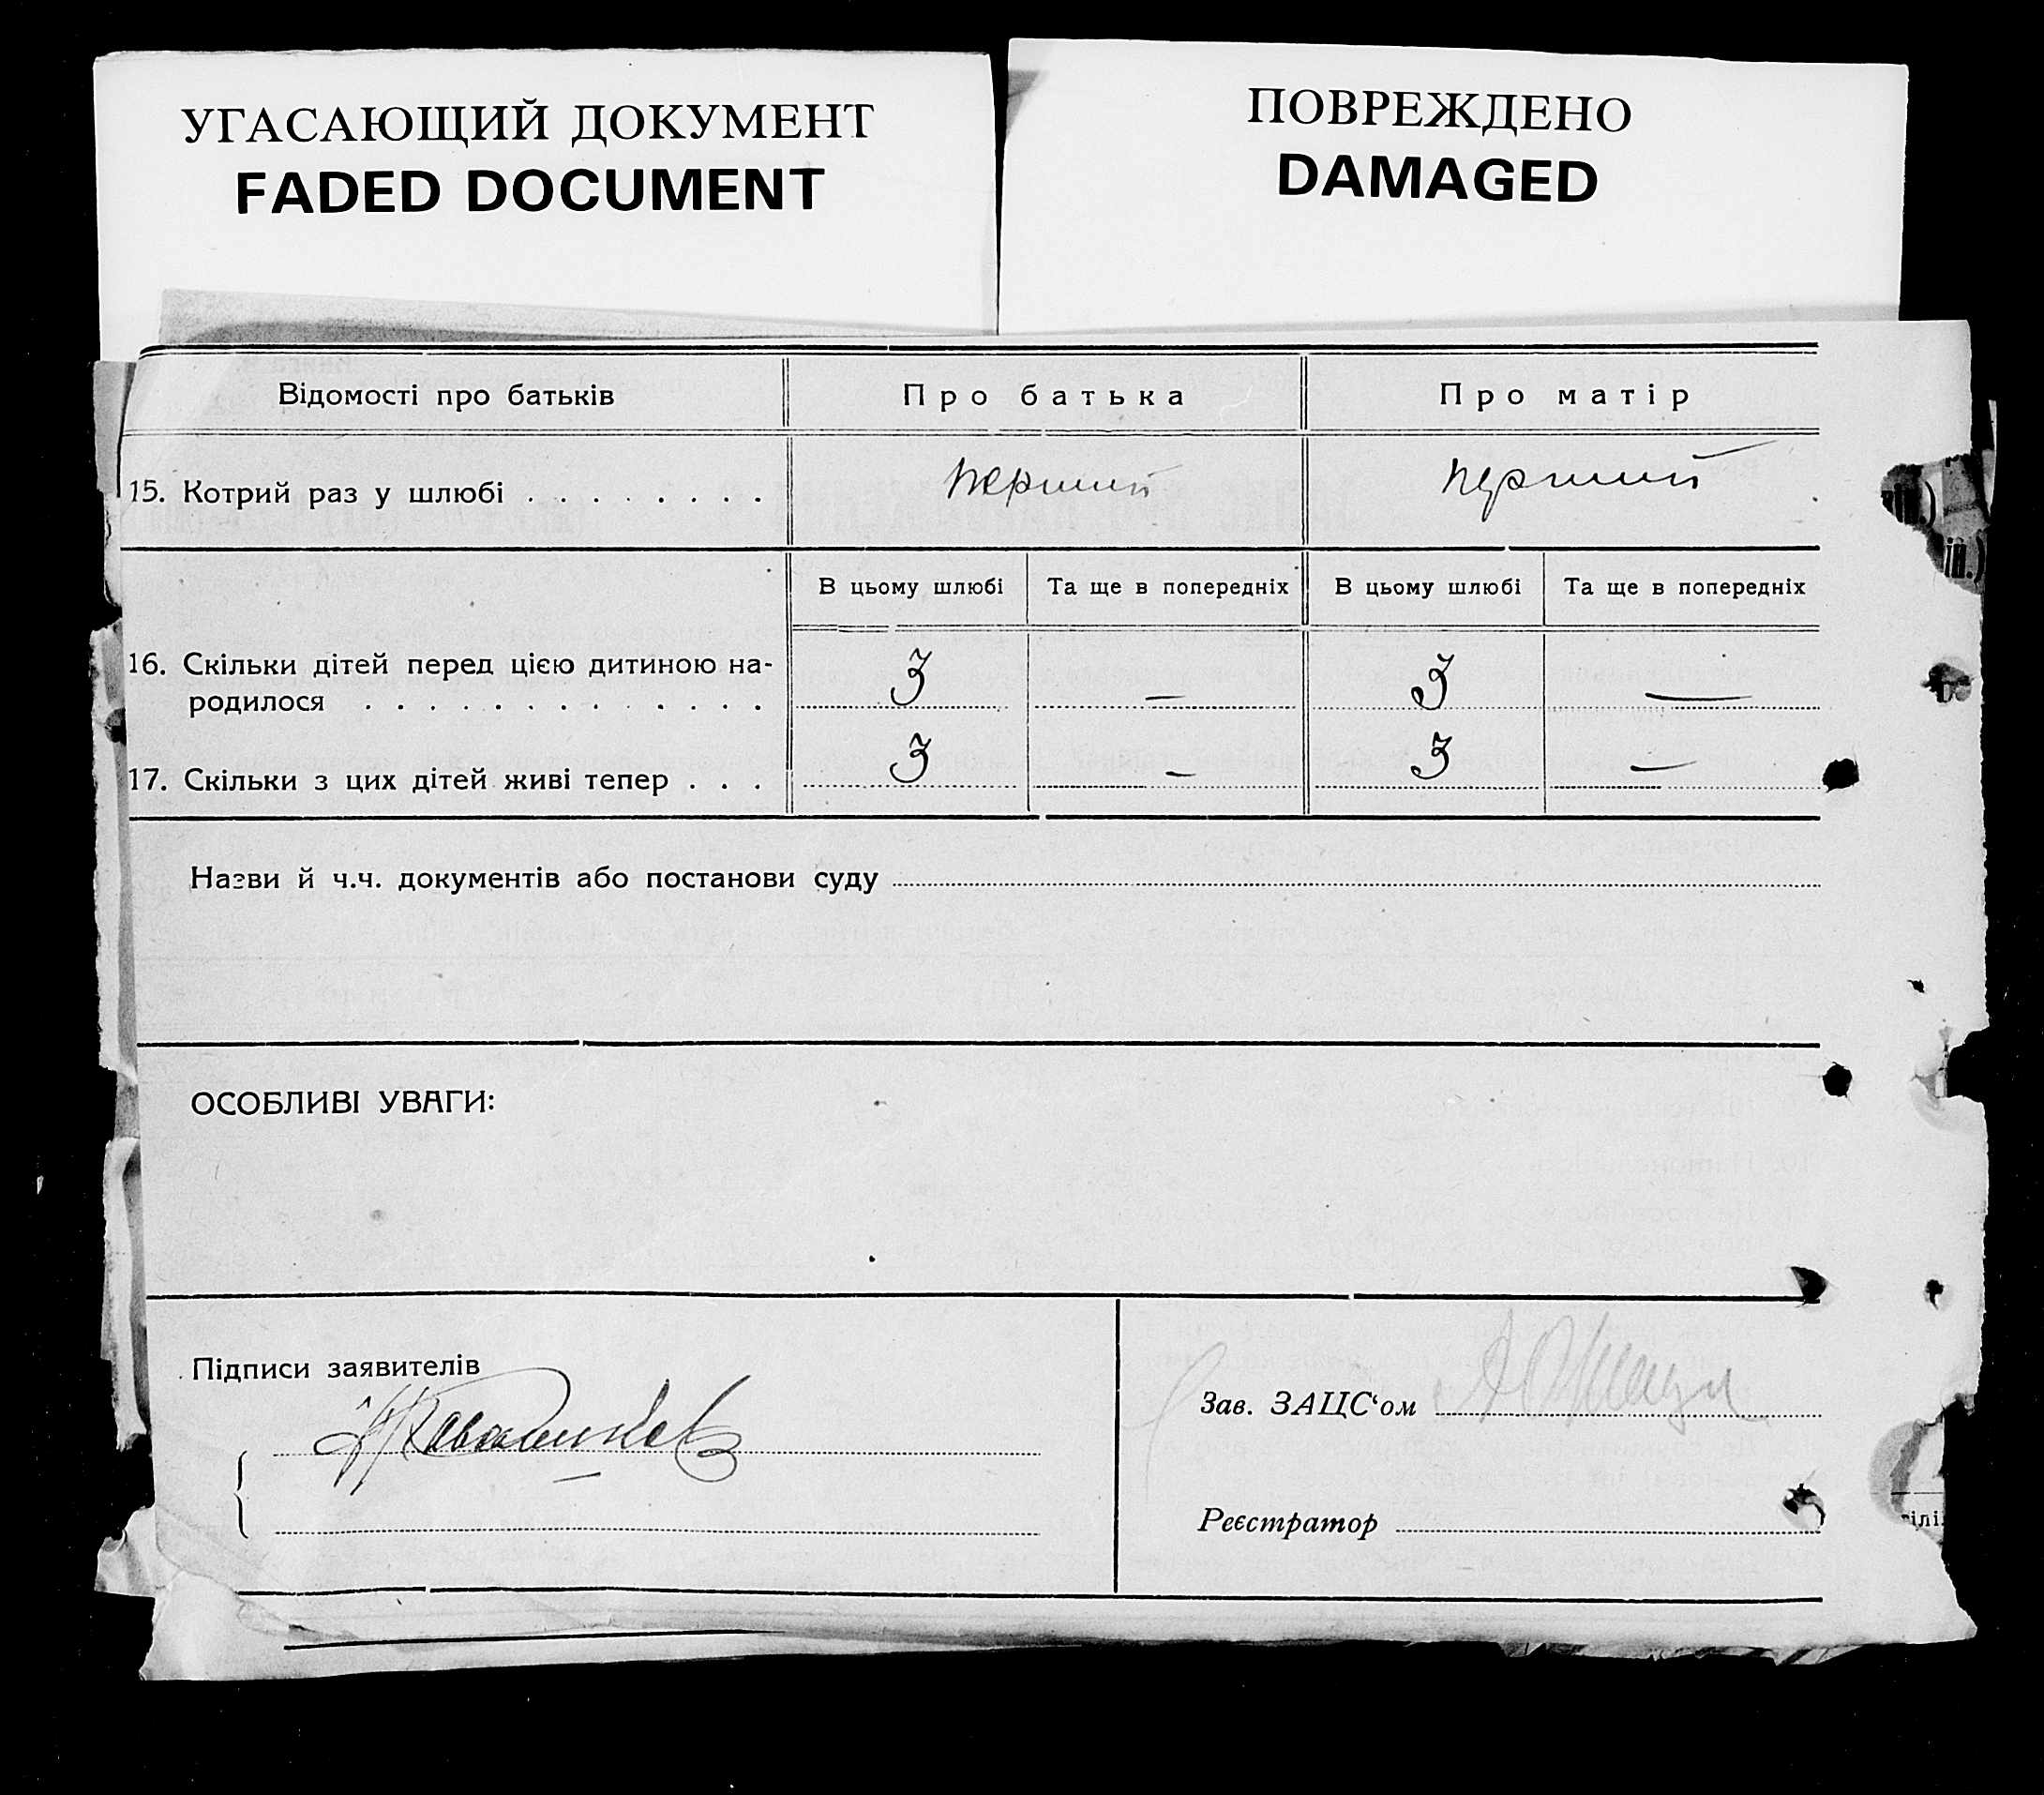 УГАСАЮЩИЙ ДОКУМЕНТ
FADED DOCUMENT
ПОВРЕЖДЕНО
DAMAGED
Відомості про батьків Про батька Про матір
15. Котрий раз у шлюбі . . . . . . . . перший перший
В цьому шлюбі Та ще в попередніх В цьому шлюбі Та ще в попередніх
16. Скільки дітей перед цією дитиною на-
родилося . . . . . . . . . . . . . 3 — 3 —
17. Скільки з цих дітей живі тепер . . . 3 — 3 —
Назви й ч.ч. документів або постанови суду
ОСОБЛИВІ УВАГИ:
Підписи заявителів
Зав. ЗАЦС‘ом
Реєстратор